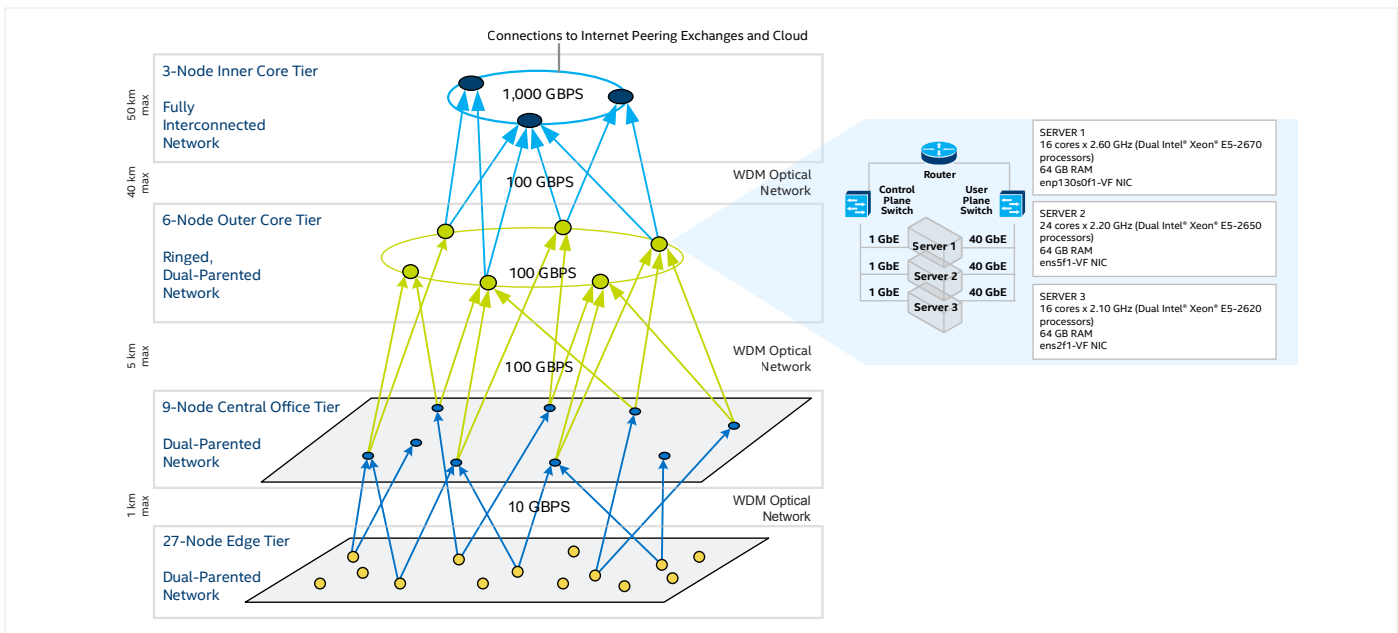 Connections to Internet Peering Exchanges and Cloud
3-Node Inner Core Tier
Fully
Interconnected
Network
1,000 GBPS
50 km
max
40 km
max
100 GBPS
WDM Optical
Network
6-Node Outer Core Tier
Ringed,
Dual-Parented
Network
100 GBPS
5 km
max
100 GBPS
WDM Optical
Network
9-Node Central Office Tier
Dual-Parented
Network
1 km
max
10 GBPS
WDM Optical
Network
27-Node Edge Tier
Dual-Parented
Network
Router
Control
Plane
Switch
User
Plane
Switch
1 GbE
Server 1
40 GbE
1 GbE
Server 2
40 GbE
1 GbE
Server 3
40 GbE
SERVER 1
16 cores x 2.60 GHz (Dual Intel® Xeon® E5-2670
processors)
64 GB RAM
enp130s0f1-VF NIC
SERVER 2
24 cores x 2.20 GHz (Dual Intel® Xeon® E5-2650
processors)
64 GB RAM
ens5f1-VF NIC
SERVER 3
16 cores x 2.10 GHz (Dual Intel® Xeon® E5-2620
processors)
64 GB RAM
ens2f1-VF NIC